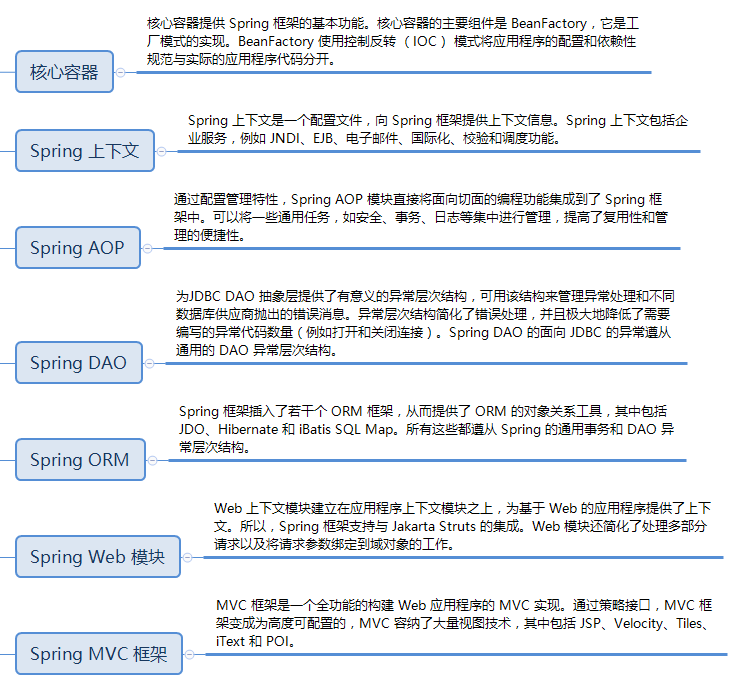 核心容器提供 Spring 框架的基本功能。核心容器的主要组件是 BeanFactory，它是工
厂模式的实现。BeanFactory 使用控制反转 （ IOC ） 模式将应用程序的配置和依赖性
规范与实际的应用程序代码分开。
核心容器
Spring 上下文是一个配置文件，向 Spring 框架提供上下文信息。Spring 上下文包括企
业服务，例如 JNDI、EJB、电子邮件、国际化、校验和调度功能。
Spring 上下文
通过配置管理特性，Spring AOP 模块直接将面向切面的编程功能集成到了 Spring 框
架中。可以将一些通用任务，如安全、事务、日志等集中进行管理，提高了复用性和管
理的便捷性。
Spring AOP
为JDBC DAO 抽象层提供了有意义的异常层次结构，可用该结构来管理异常处理和不同
数据库供应商抛出的错误消息。异常层次结构简化了错误处理，并且极大地降低了需要
编写的异常代码数量（例如打开和关闭连接）。Spring DAO 的面向 JDBC 的异常遵从
通用的 DAO 异常层次结构。
Spring DAO
Spring 框架插入了若干个 ORM 框架，从而提供了 ORM 的对象关系工具，其中包括
JDO、Hibernate 和 iBatis SQL Map。所有这些都遵从 Spring 的通用事务和 DAO 异
常层次结构。
Spring ORM
Web 上下文模块建立在应用程序上下文模块之上，为基于 Web 的应用程序提供了上下
文。所以，Spring 框架支持与 Jakarta Struts 的集成。Web 模块还简化了处理多部分
请求以及将请求参数绑定到域对象的工作。
Spring Web 模块
MVC 框架是一个全功能的构建 Web 应用程序的 MVC 实现。通过策略接口，MVC 框
架变成为高度可配置的，MVC 容纳了大量视图技术，其中包括 JSP、Velocity、Tiles、
iText 和 POI。
Spring MVC 框架